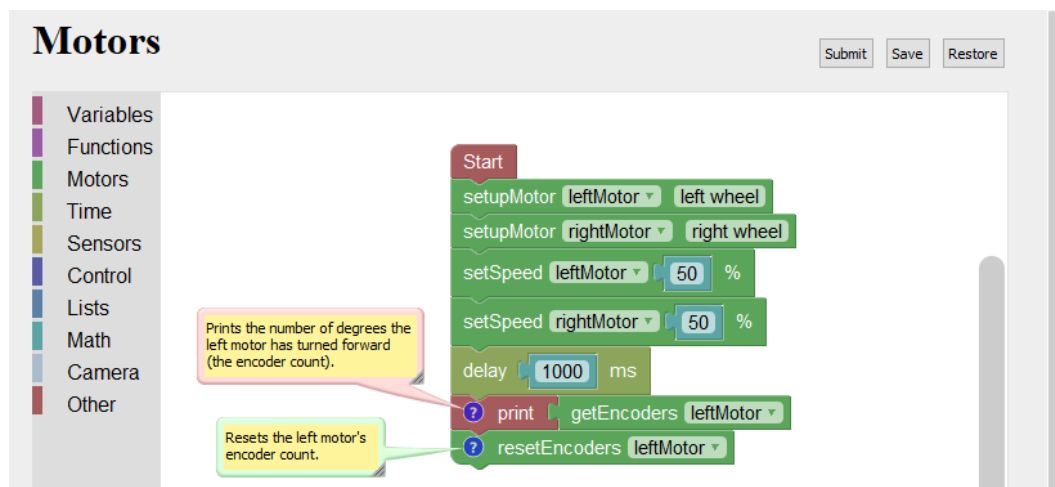 Motors
Submit Save Restore
Variables
Functions
Motors
Time
Sensors
Control
Lists
Math
Camera
Other
Start
setupMotor leftMotor left wheel
setupMotor rightMotor right wheel
setSpeed leftMotor 50 %
setSpeed rightMotor 50 %
delay 1000 ms
? print getEncoders leftMotor
? resetEncoders leftMotor
Prints the number of degrees the
left motor has turned forward
(the encoder count).
Resets the left motor's
encoder count.